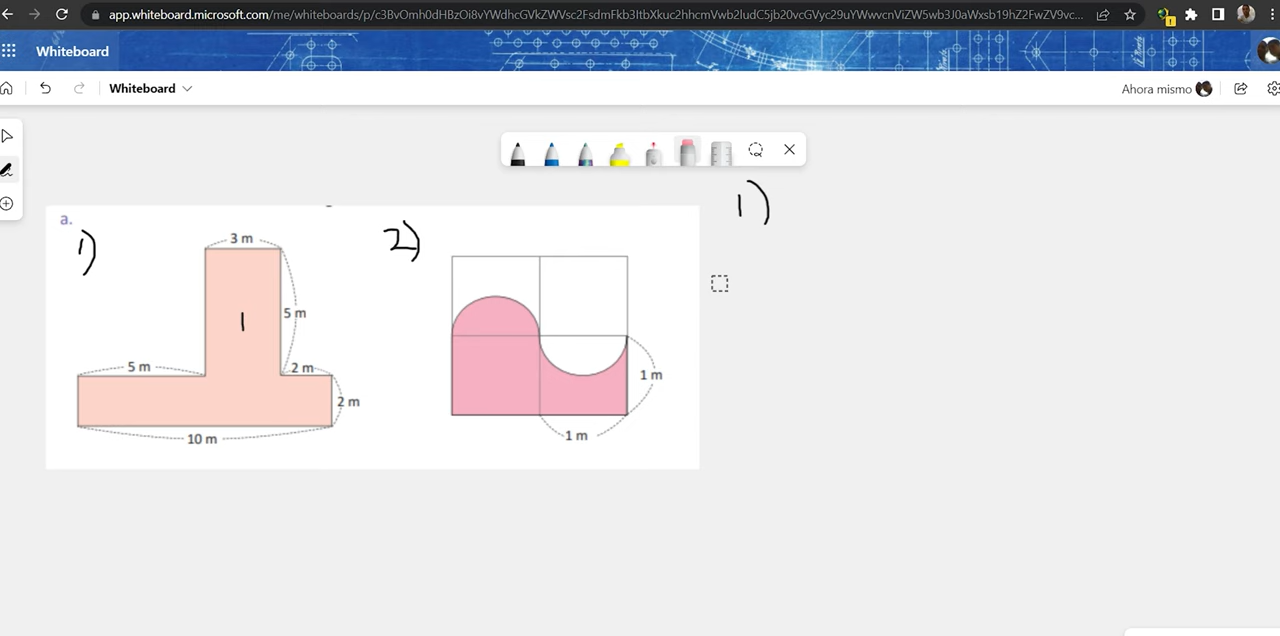 app.whiteboard.microsoft.com/me/whiteboards/p/c3BvOmh0dHBzOi8vYWdhcGVkZWVsc2FsdmFkb3ItbXkuc2hhcmVwb2ludC5jb20vcGVyc29uYWwvcnViZW5wb3J0aWxsb19hZ2FwZWV9vc...
Whiteboard
Whiteboard
Ahora mismo
1)
a.
1)
2)
3 m
1
5 m
5 m
2 m
2 m
10 m
1 m
1 m